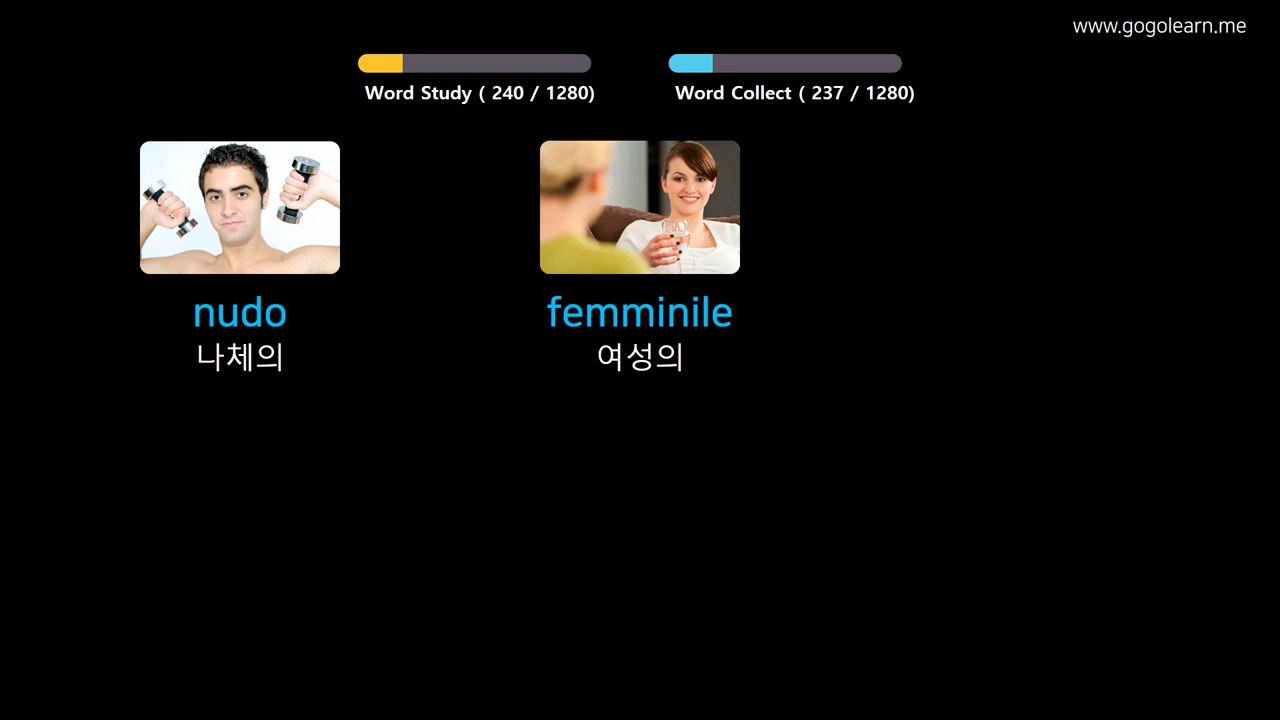 www.gogolearn.me
Word Study ( 240 / 1280)
Word Collect ( 237 / 1280)
nudo
나체의
femminile
여성의